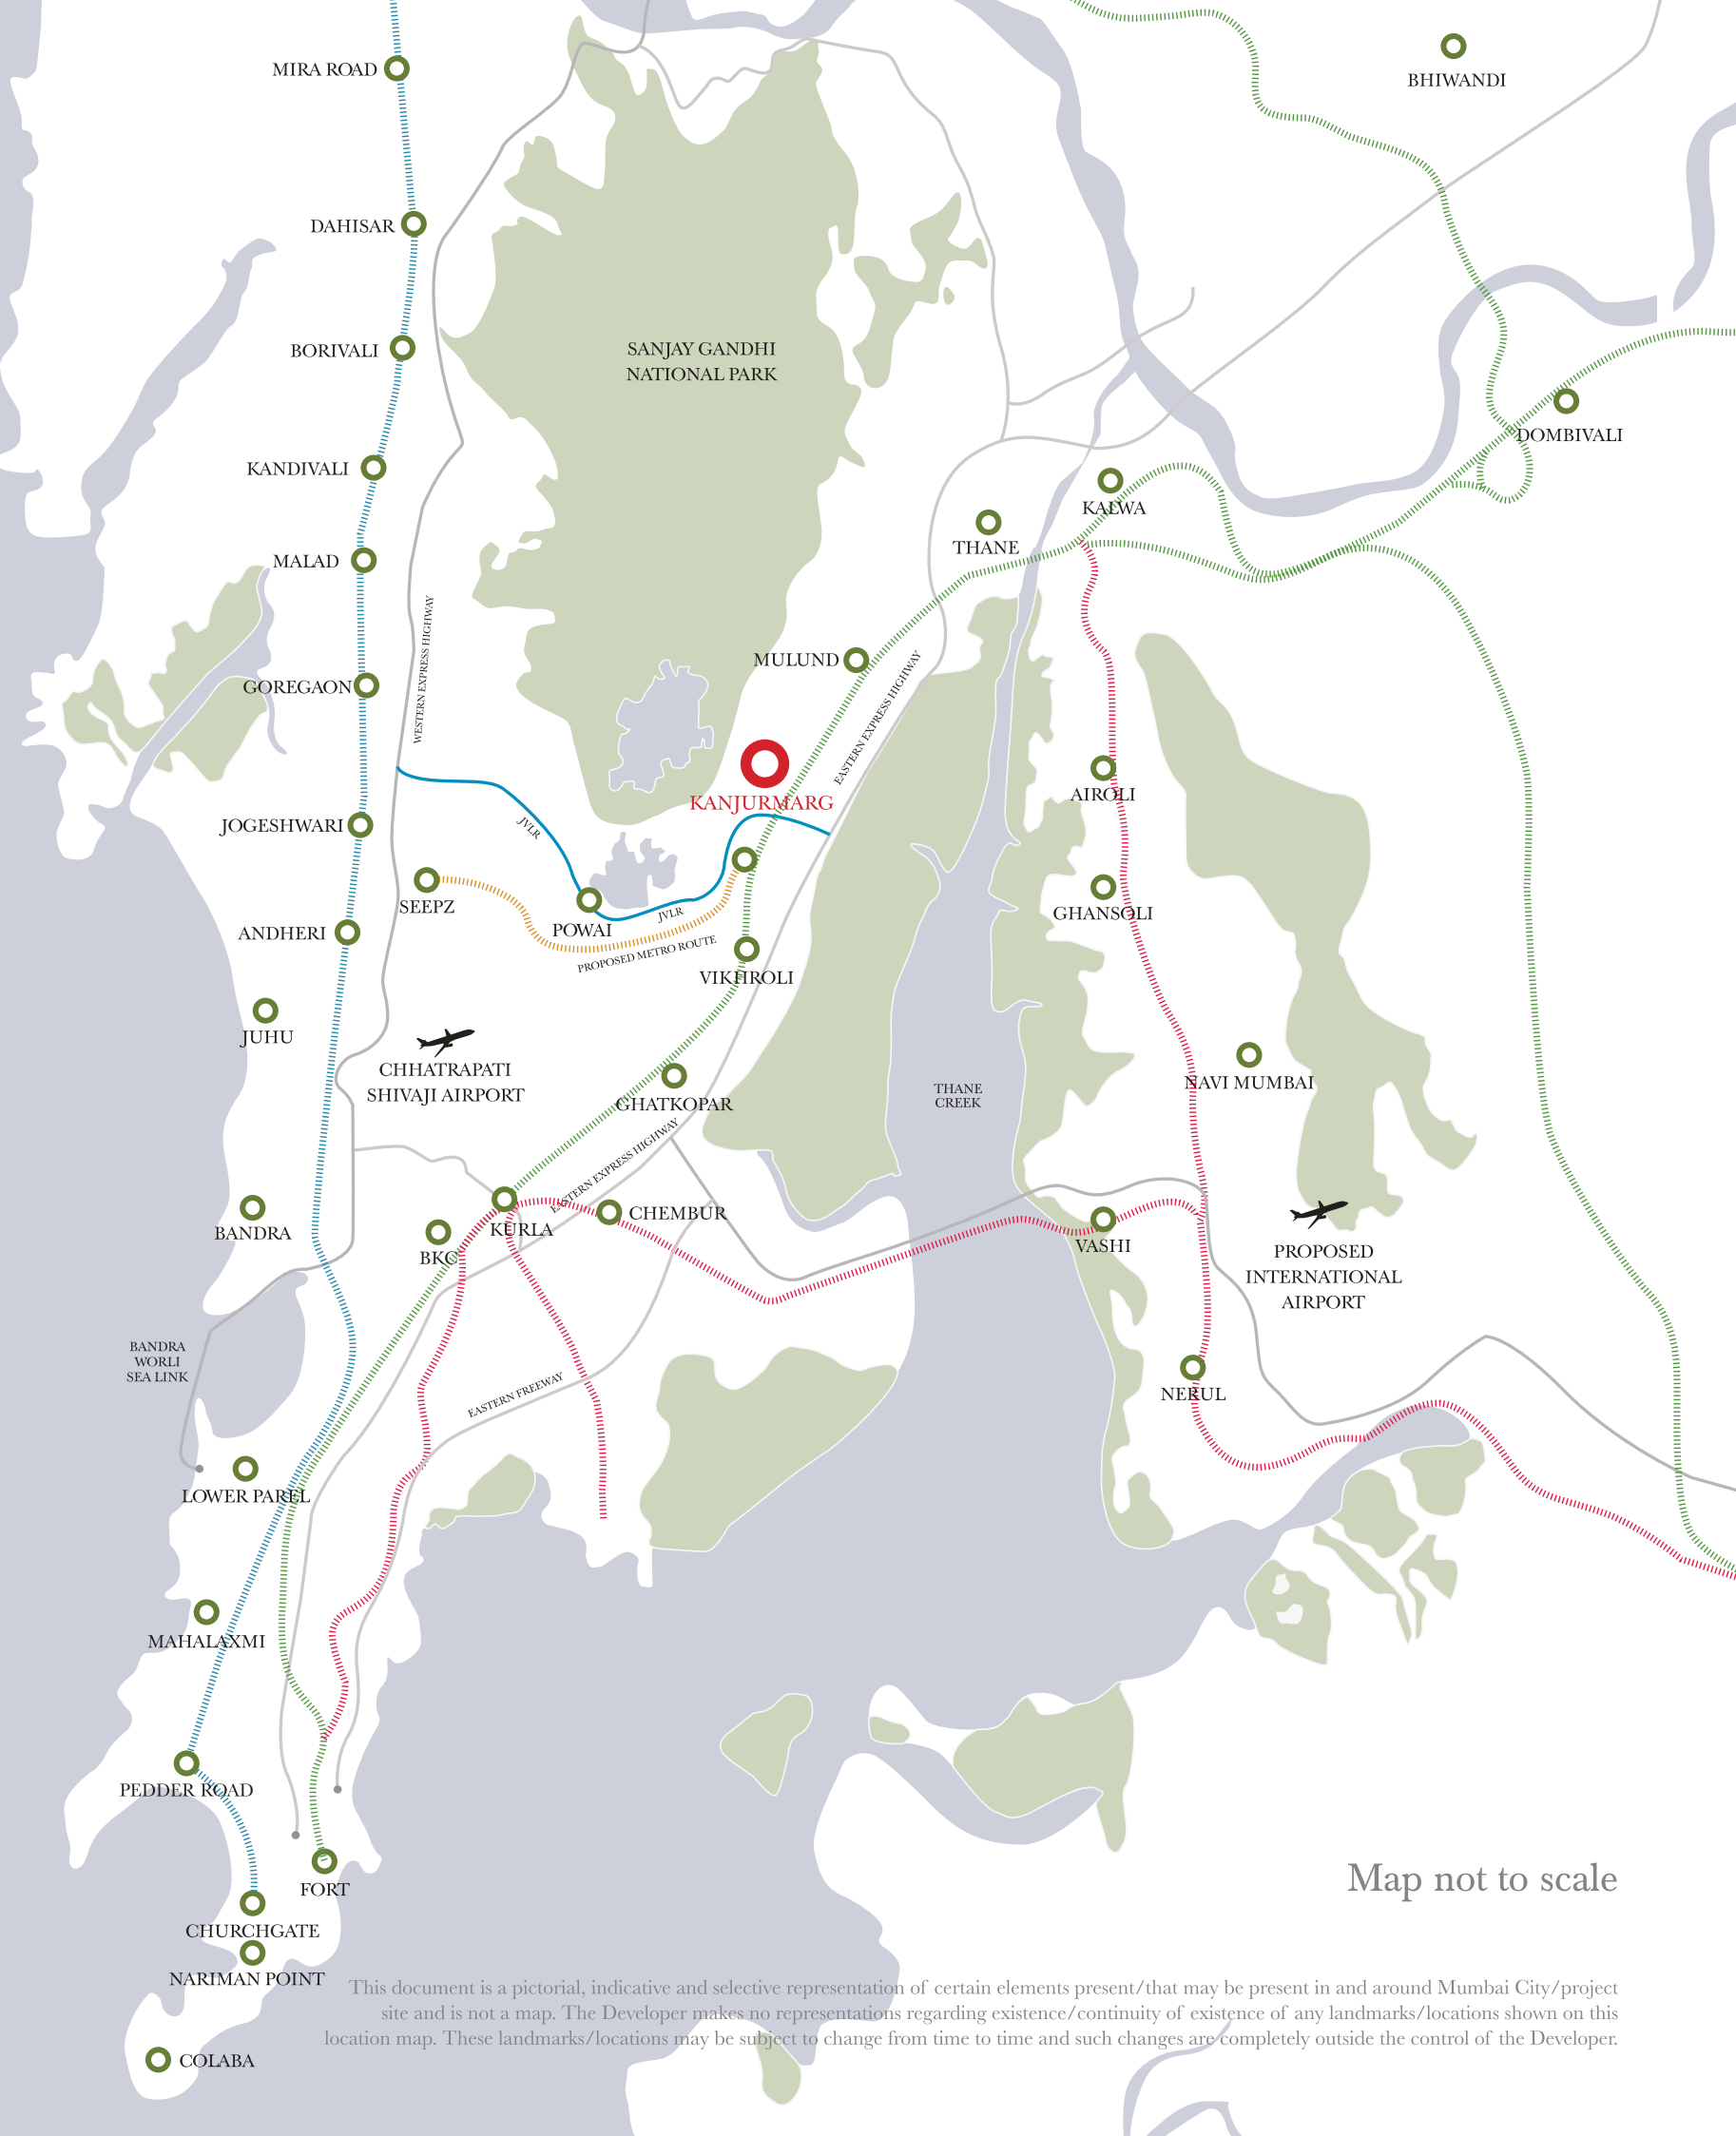 MIRA ROAD
BHIWANDI
DAHISAR
BORIVALI
SANJAY GANDHI
NATIONAL PARK
DOMBIVALI
KANDIVALI
KALWA
THANE
MALAD
WESTERN EXPRESS HIGHWAY
MULUND
GOREGAON
EASTERN EXPRESS HIGHWAY
KANJURMARG
AIROLI
JOGESHWARI
JVLR
SEEPZ
JVLR
GHANSOLI
POWAI
ANDHERI
PROPOSED METRO ROUTE
VIKHROLI
JUHU
CHHATRAPATI
SHIVAJI AIRPORT
THANE
CREEK
NAVI MUMBAI
GHATKOPAR
EASTERN EXPRESS HIGHWAY
CHEMBUR
BANDRA
KURLA
BKC
VASHI
PROPOSED
INTERNATIONAL
AIRPORT
BANDRA
WORLI
SEA LINK
EASTERN FREEWAY
NERUL
LOWER PAREL
MAHALAXMI
PEDDER ROAD
FORT
CHURCHGATE
NARIMAN POINT
COLABA
Map not to scale
This document is a pictorial, indicative and selective representation of certain elements present/that may be present in and around Mumbai City/project
site and is not a map. The Developer makes no representations regarding existence/continuity of existence of any landmarks/locations shown on this
location map. These landmarks/locations may be subject to change from time to time and such changes are completely outside the control of the Developer.